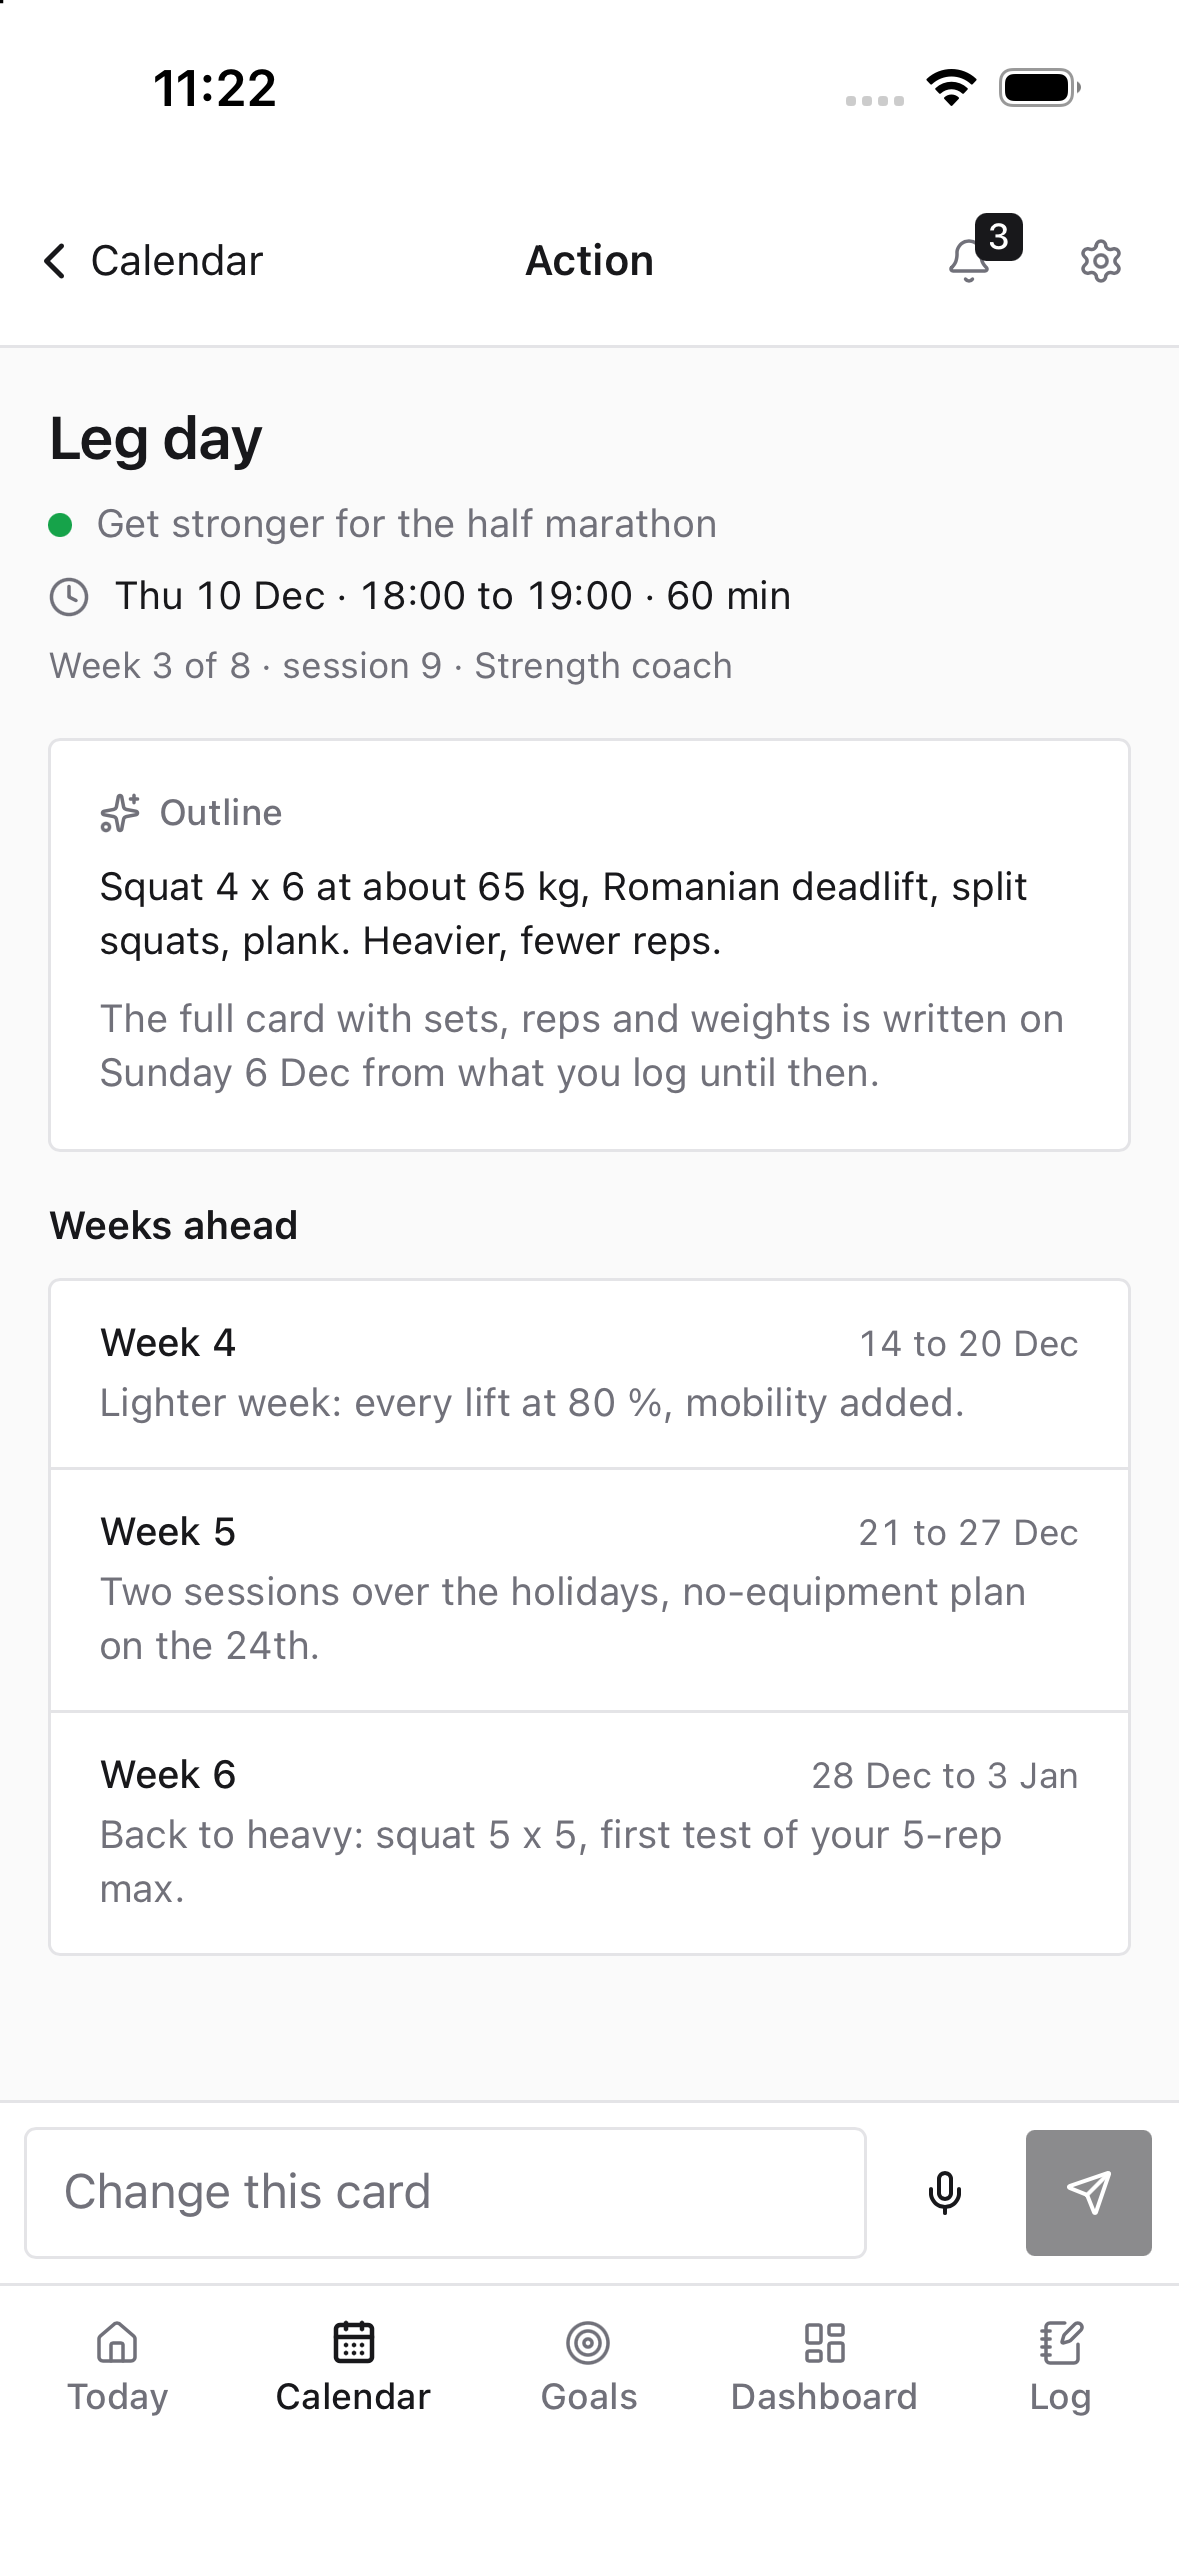 11:22
Calendar
Action
3
Leg day
Get stronger for the half marathon
Thu 10 Dec · 18:00 to 19:00 · 60 min
Week 3 of 8 · session 9 · Strength coach
Outline
Squat 4 x 6 at about 65 kg, Romanian deadlift, split
squats, plank. Heavier, fewer reps.
The full card with sets, reps and weights is written on
Sunday 6 Dec from what you log until then.
Weeks ahead
Week 4
14 to 20 Dec
Lighter week: every lift at 80 %, mobility added.
Week 5
21 to 27 Dec
Two sessions over the holidays, no-equipment plan
on the 24th.
Week 6
28 Dec to 3 Jan
Back to heavy: squat 5 x 5, first test of your 5-rep
max.
Change this card
Today
Calendar
Goals
Dashboard
Log